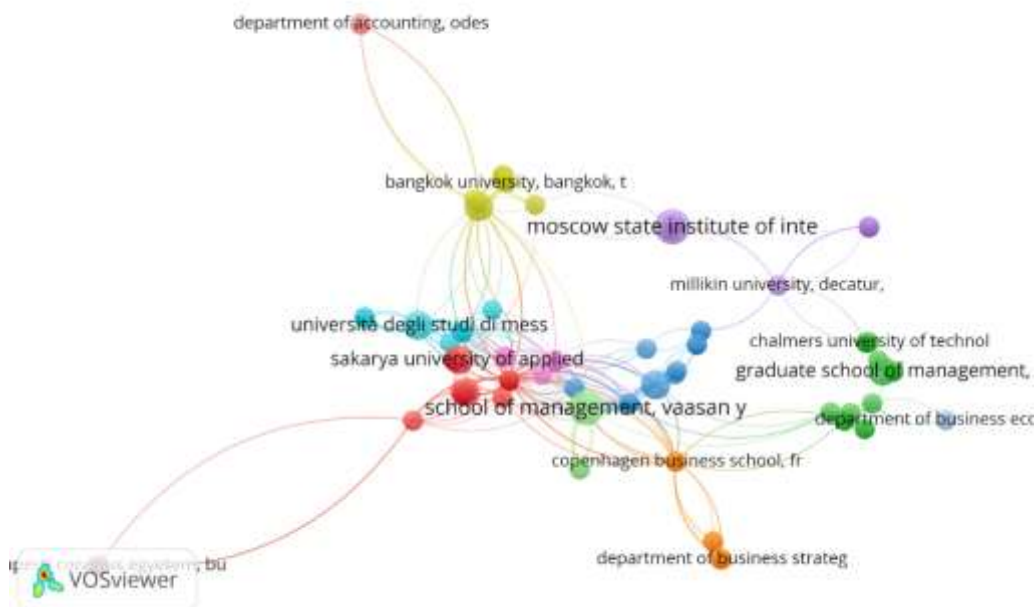 department of accounting, odes
bangkok university, bangkok, t
moscow state institute of inte
millikin university, decatur,
università degli studi di mess
chalmers university of technol
sakarya university of applied
graduate school of management,
school of management, vaasan y
department of business eco
copenhagen business school, fr
department of business strateg
bu
VOSviewer